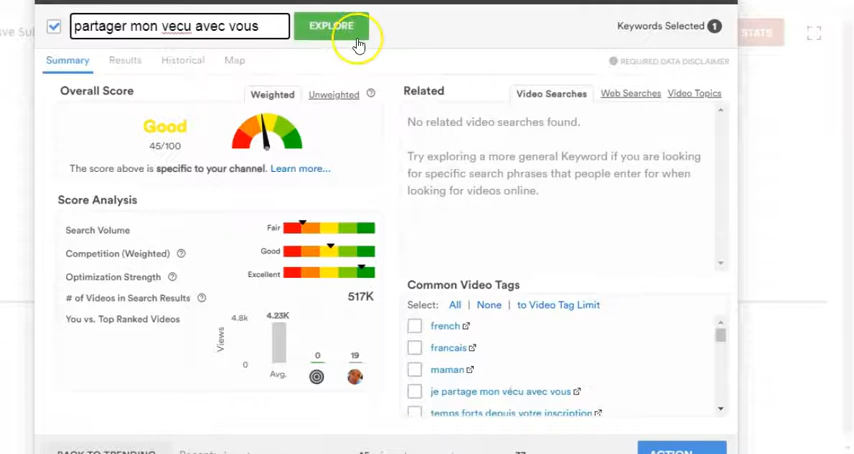 partager mon vecu avec vous EXPLORE Keywords Selected 1 STATS
Summary Results Historical Map REQUIRED DATA DISCLAIMER
Overall Score Weighted Unweighted ?
Good
45/100
The score above is specific to your channel. Learn more...
Score Analysis
Search Volume Fair
Competition (Weighted) ? Good
Optimization Strength ? Excellent
# of Videos in Search Results ? 517K
You vs. Top Ranked Videos
Views
4.8k
0
4.23K
0
19
Avg.
Related Video Searches Web Searches Video Topics
No related video searches found.
Try exploring a more general Keyword if you are looking
for specific search phrases that people enter for when
looking for videos online.
Common Video Tags
Select: All | None | to Video Tag Limit
french
francais
maman
je partage mon vécu avec vous
temps forts depuis votre inscription
BACK TO TRENDING
ACTION